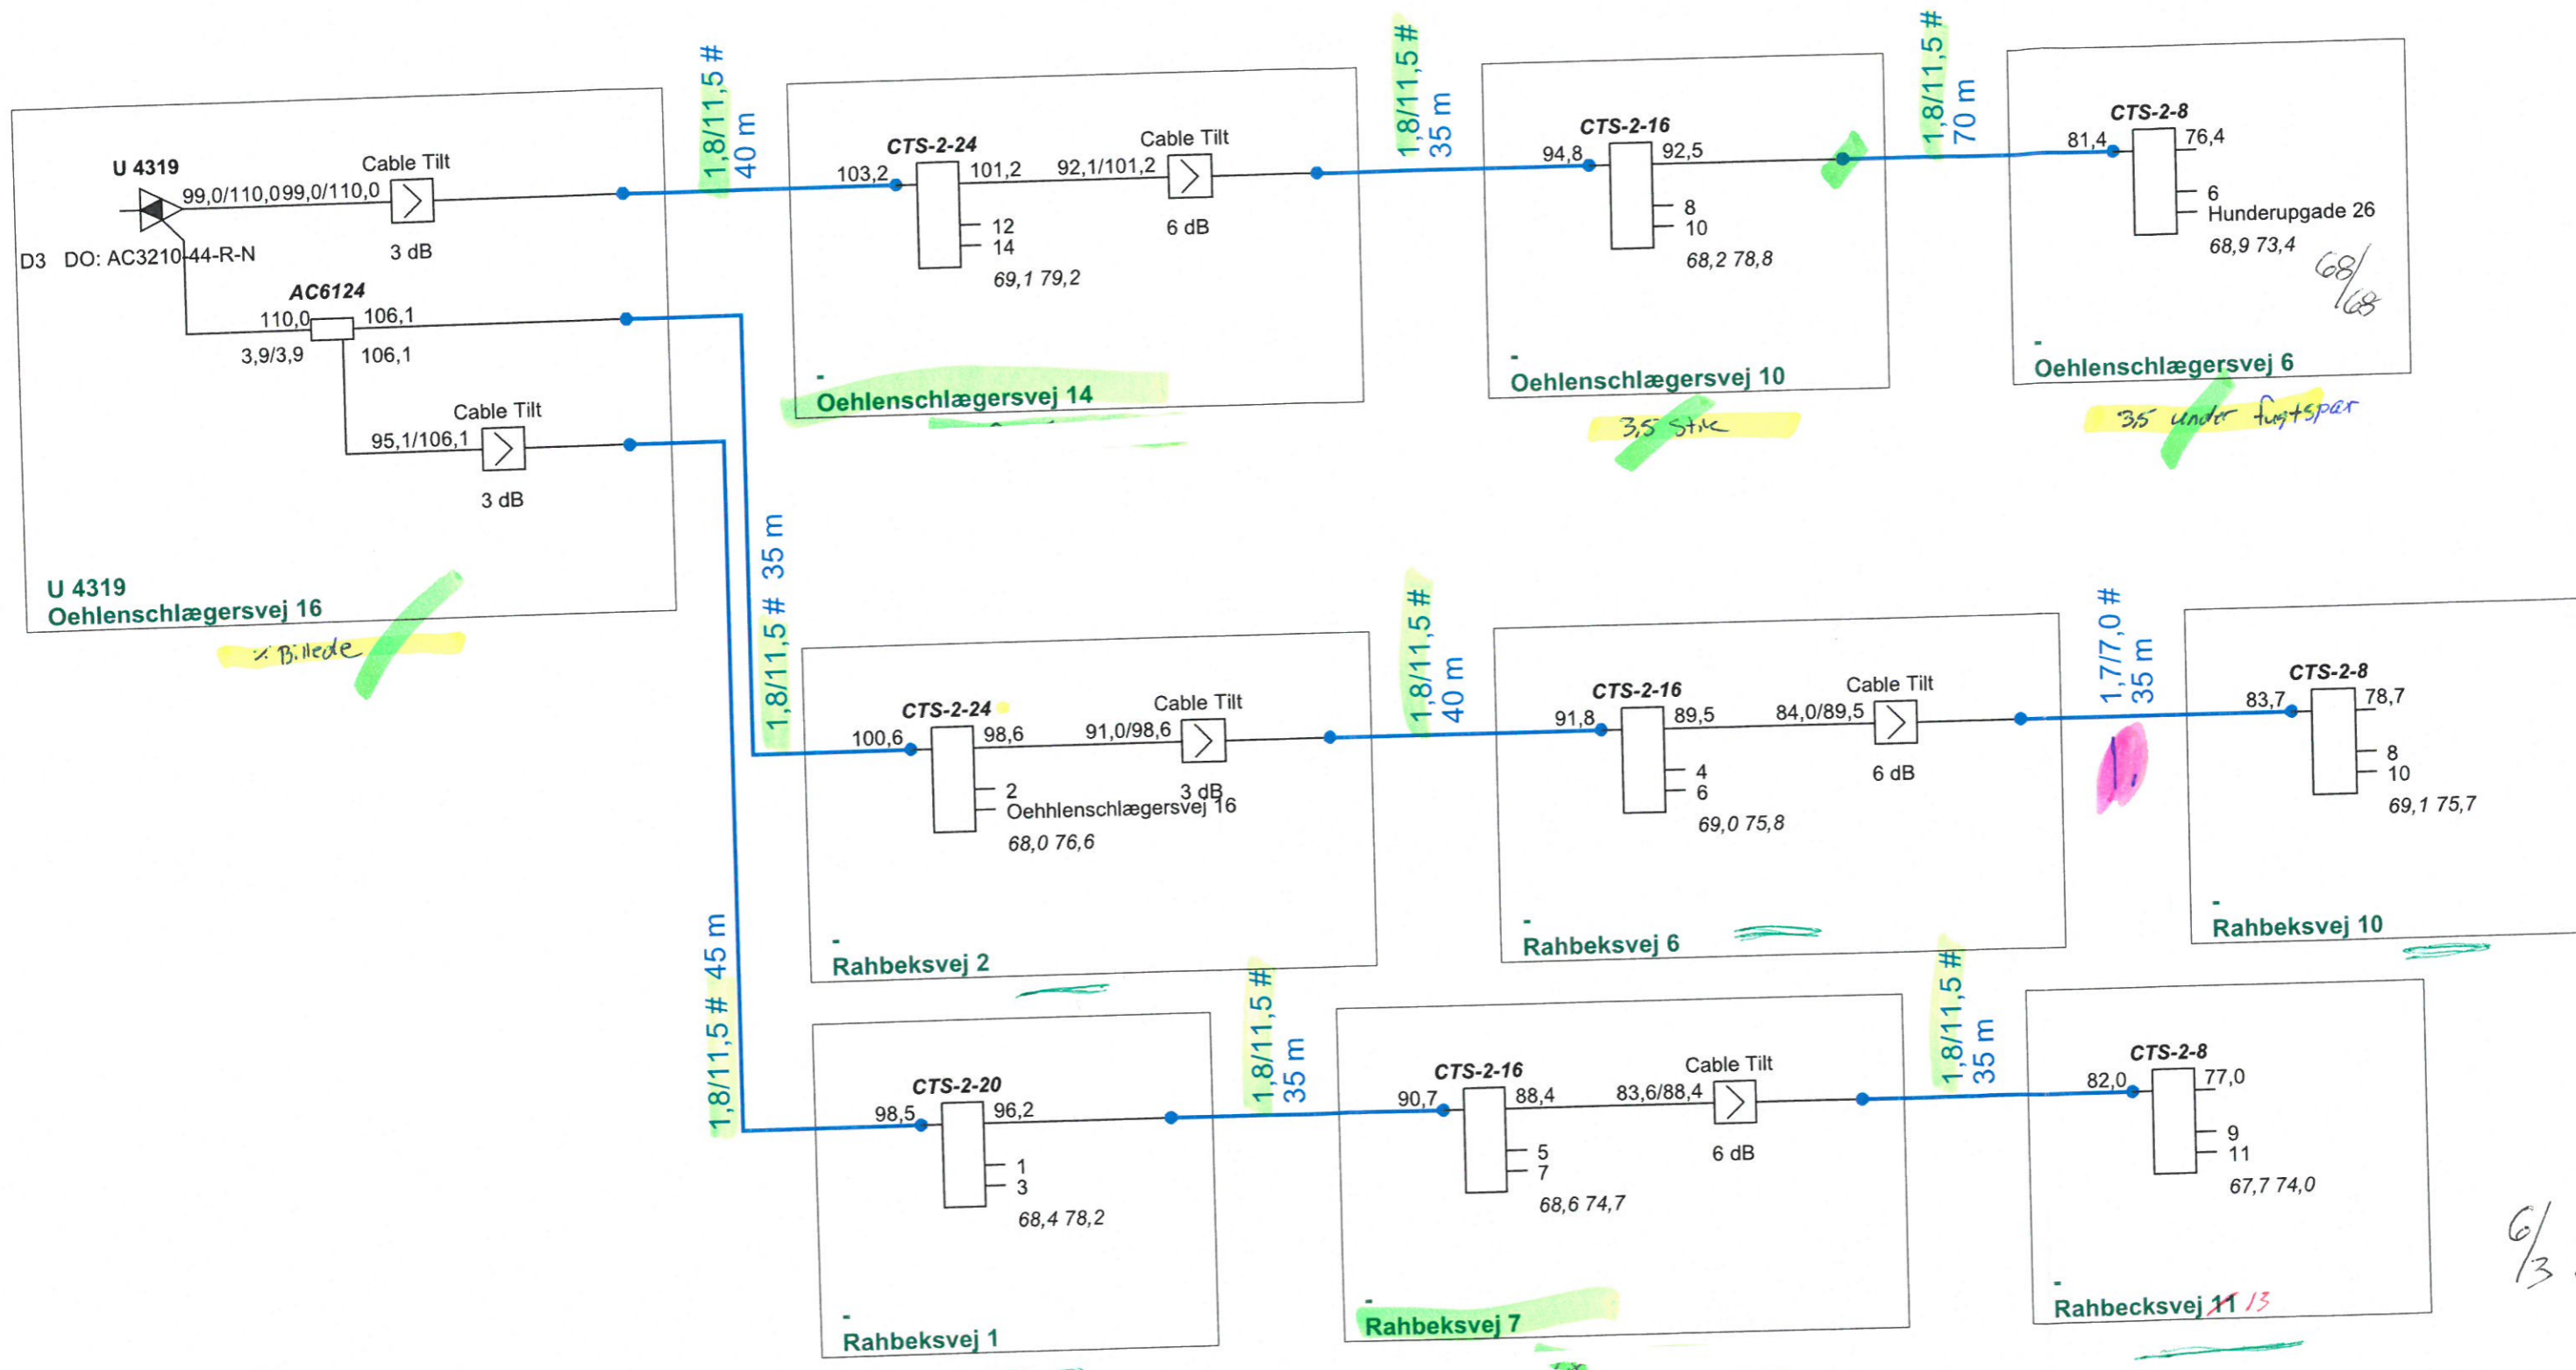 U 4319
99,0/110,0
99,0/110,0
Cable Tilt
3 dB
D3 DO: AC3210-44-R-N
AC6124
110,0
106,1
3,9/3,9
106,1
Cable Tilt
95,1/106,1
3 dB
U 4319
Oehlenschlægersvej 16
Billede
1,8/11,5 #
40 m
CTS-2-24
103,2
101,2
92,1/101,2
Cable Tilt
6 dB
12
14
69,1 79,2
-
Oehlenschlægersvej 14
1,8/11,5 #
35 m
CTS-2-16
94,8
92,5
8
10
68,2 78,8
-
Oehlenschlægersvej 10
3,5 Stik
1,8/11,5 #
70 m
CTS-2-8
81,4
76,4
6
Hunderupgade 26
68,9 73,4
68/
68
-
Oehlenschlægersvej 6
3,5 under fugtspær
1,8/11,5 # 35 m
CTS-2-24
100,6
98,6
91,0/98,6
Cable Tilt
3 dB
2
Oehhlenschlægersvej 16
68,0 76,6
-
Rahbeksvej 2
1,8/11,5 #
40 m
CTS-2-16
91,8
89,5
84,0/89,5
Cable Tilt
6 dB
4
6
69,0 75,8
-
Rahbeksvej 6
1,7/7,0 #
35 m
1.
CTS-2-8
83,7
78,7
8
10
69,1 75,7
-
Rahbeksvej 10
1,8/11,5 # 45 m
CTS-2-20
98,5
96,2
1
3
68,4 78,2
-
Rahbeksvej 1
1,8/11,5 #
35 m
CTS-2-16
90,7
88,4
83,6/88,4
Cable Tilt
6 dB
5
7
68,6 74,7
-
Rahbeksvej 7
1,8/11,5 #
35 m
CTS-2-8
82,0
77,0
9
11
67,7 74,0
-
Rahbecksvej 11 13
6/3